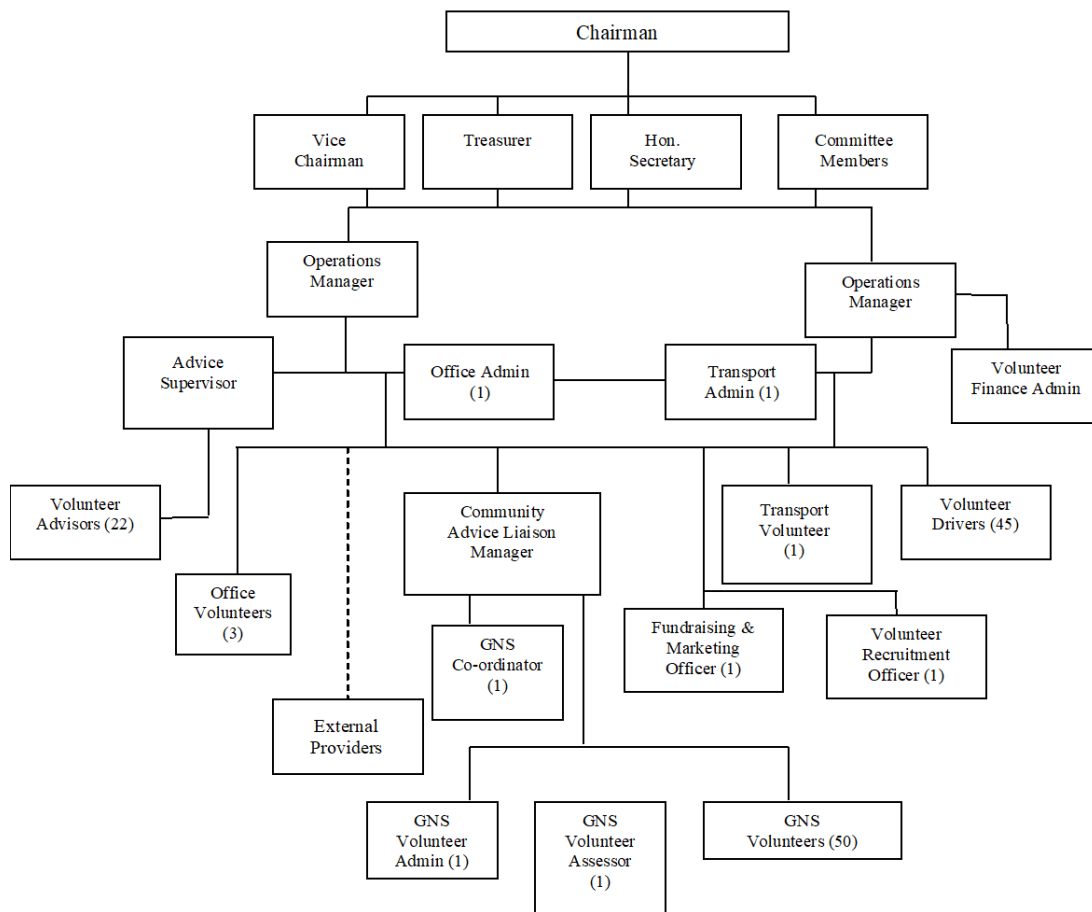 Chairman
Vice
Chairman
Treasurer
Hon.
Secretary
Committee
Members
Operations
Manager
Operations
Manager
Advice
Supervisor
Office Admin
(1)
Transport
Admin (1)
Volunteer
Finance Admin
Volunteer
Advisors (22)
Community
Advice Liaison
Manager
Transport
Volunteer
(1)
Volunteer
Drivers (45)
Office
Volunteers
(3)
GNS
Co-ordinator
(1)
Fundraising &
Marketing
Officer (1)
Volunteer
Recruitment
Officer (1)
External
Providers
GNS
Volunteer
Admin (1)
GNS
Volunteer
Assessor
(1)
GNS
Volunteers (50)